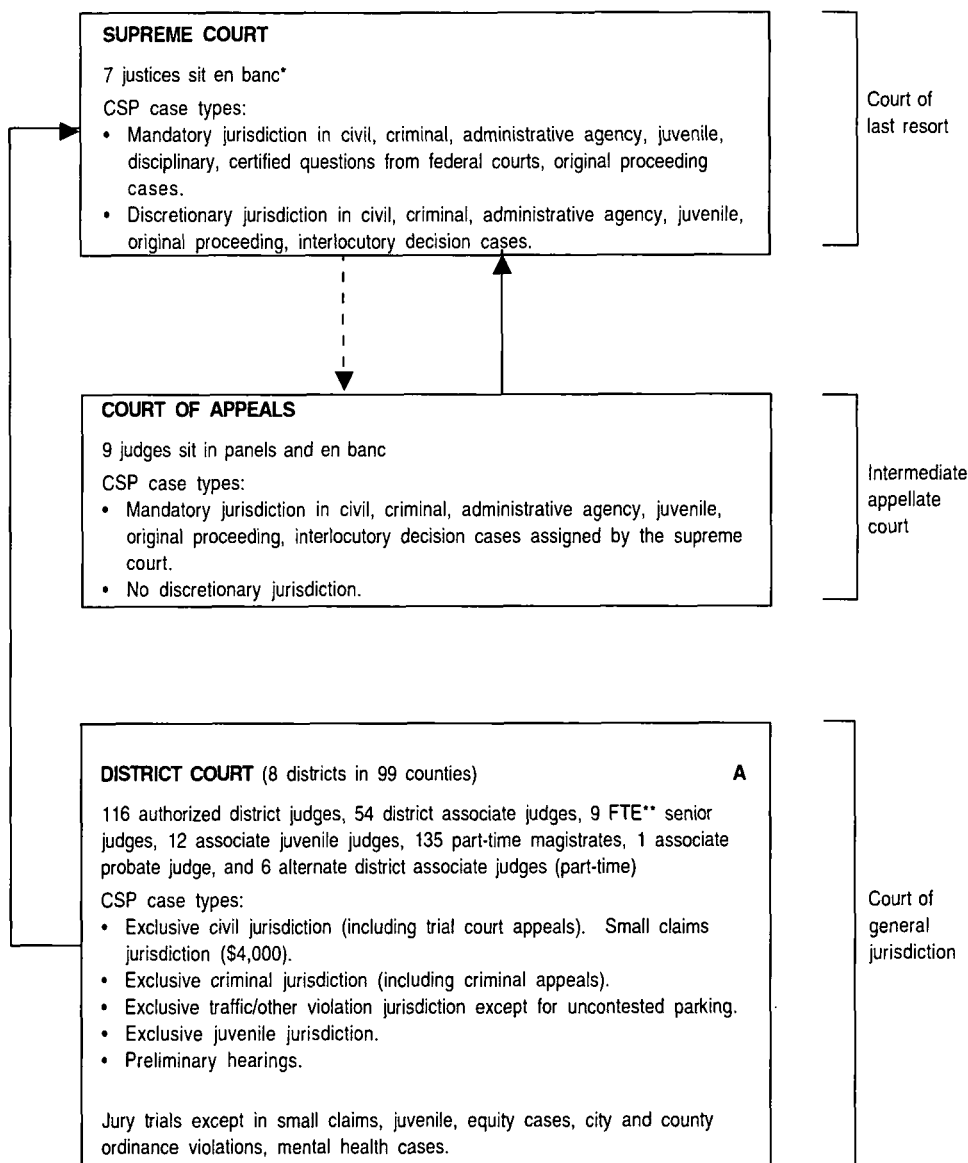 SUPREME COURT
7 justices sit en banc*
CSP case types:
• Mandatory jurisdiction in civil, criminal, administrative agency, juvenile,
disciplinary, certified questions from federal courts, original proceeding
cases.
• Discretionary jurisdiction in civil, criminal, administrative agency, juvenile,
original proceeding, interlocutory decision cases.
Court of
last resort
COURT OF APPEALS
9 judges sit in panels and en banc
CSP case types:
• Mandatory jurisdiction in civil, criminal, administrative agency, juvenile,
original proceeding, interlocutory decision cases assigned by the supreme
court.
• No discretionary jurisdiction.
Intermediate
appellate
court
DISTRICT COURT (8 districts in 99 counties) A
116 authorized district judges, 54 district associate judges, 9 FTE** senior
judges, 12 associate juvenile judges, 135 part-time magistrates, 1 associate
probate judge, and 6 alternate district associate judges (part-time)
CSP case types:
• Exclusive civil jurisdiction (including trial court appeals). Small claims
jurisdiction ($4,000).
• Exclusive criminal jurisdiction (including criminal appeals).
• Exclusive traffic/other violation jurisdiction except for uncontested parking.
• Exclusive juvenile jurisdiction.
• Preliminary hearings.
Jury trials except in small claims, juvenile, equity cases, city and county
ordinance violations, mental health cases.
Court of
general
jurisdiction